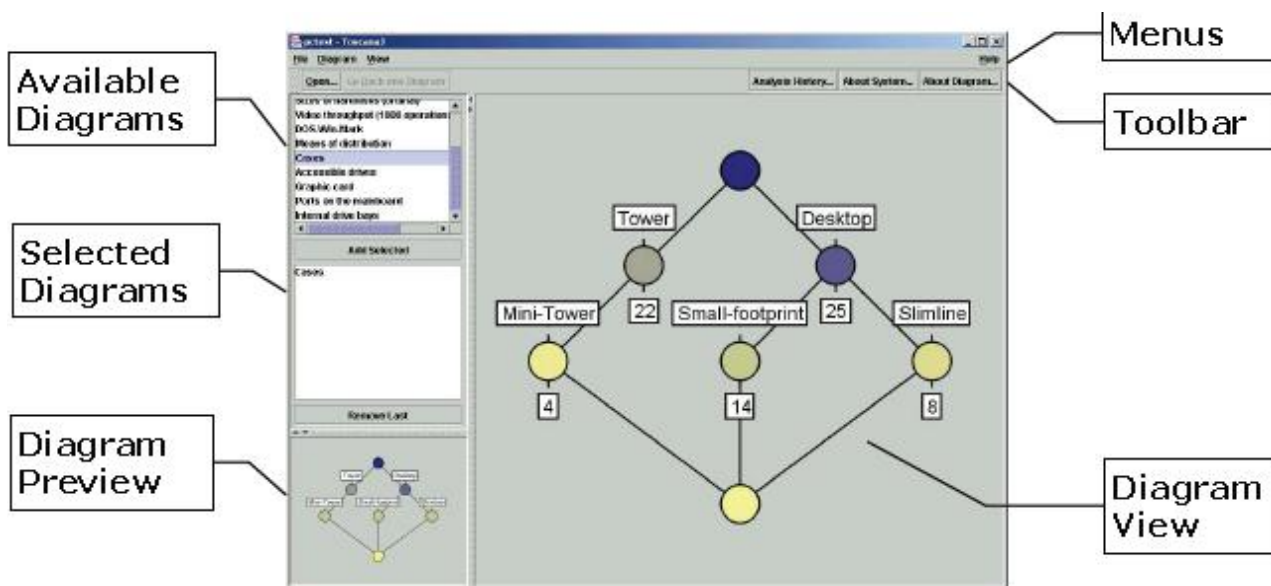 Menus
Available
Diagrams
Toolbar
Selected
Diagrams
Diagram
Preview
Diagram
View
pctest - ToscanaJ
File Diagram View
Help
Open...
Analysis History... About System... About Diagram...
Video throughput (1000 operation
DOS-Win-Mark
Means of distribution
Cases
Accessible drives
Graphic card
Ports on the mainboard
Internal drive bays
Add Selected
Cases
Remove Last
Tower
Desktop
Mini-Tower
22
Small-footprint
25
Slimline
4
14
8